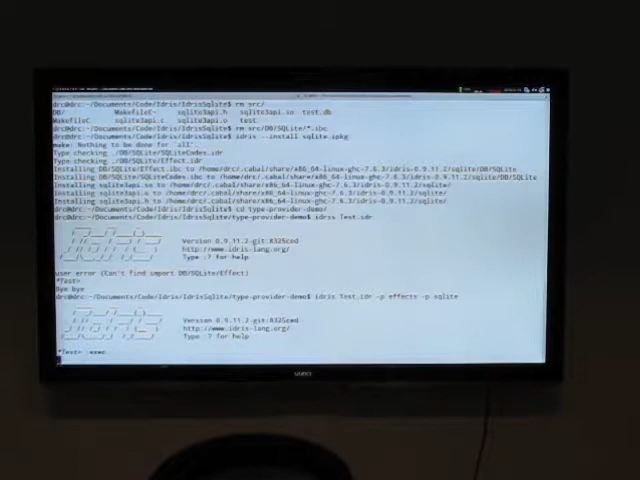 drc@drc:~/Documents/Code/Idris/IdrisSqlite$ rm src/
DB/ MakefileC~ sqlite3api.h sqlite3api.so test.db
MakefileC sqlite3api.c sqlite3api.o test
drc@drc:~/Documents/Code/Idris/IdrisSqlite$ rm src/DB/SQLite/*.ibc
drc@drc:~/Documents/Code/Idris/IdrisSqlite$ idris --install sqlite.ipkg
make: Nothing to be done for `all'.
Type checking ./DB/SQLite/SQLiteCodes.idr
Type checking ./DB/SQLite/Effect.idr
Installing DB/SQLite/Effect.ibc to /home/drc/.cabal/share/x86_64-linux-ghc-7.6.3/idris-0.9.11.2/sqlite/DB/SQLite
Installing DB/SQLite/SQLiteCodes.ibc to /home/drc/.cabal/share/x86_64-linux-ghc-7.6.3/idris-0.9.11.2/sqlite/DB/SQLite
Installing sqlite3api.so to /home/drc/.cabal/share/x86_64-linux-ghc-7.6.3/idris-0.9.11.2/sqlite/
Installing sqlite3api.o to /home/drc/.cabal/share/x86_64-linux-ghc-7.6.3/idris-0.9.11.2/sqlite/
Installing sqlite3api.h to /home/drc/.cabal/share/x86_64-linux-ghc-7.6.3/idris-0.9.11.2/sqlite/
drc@drc:~/Documents/Code/Idris/IdrisSqlite$ cd type-provider-demo/
drc@drc:~/Documents/Code/Idris/IdrisSqlite/type-provider-demo$ idris Test.idr
Version 0.9.11.2-git:8325ced
http://www.idris-lang.org/
Type :? for help
user error (Can't find import DB/SQLite/Effect)
*Test>
Bye bye
drc@drc:~/Documents/Code/Idris/IdrisSqlite/type-provider-demo$ idris Test.idr -p effects -p sqlite
Version 0.9.11.2-git:8325ced
http://www.idris-lang.org/
Type :? for help
*Test> :exec
VIZIO